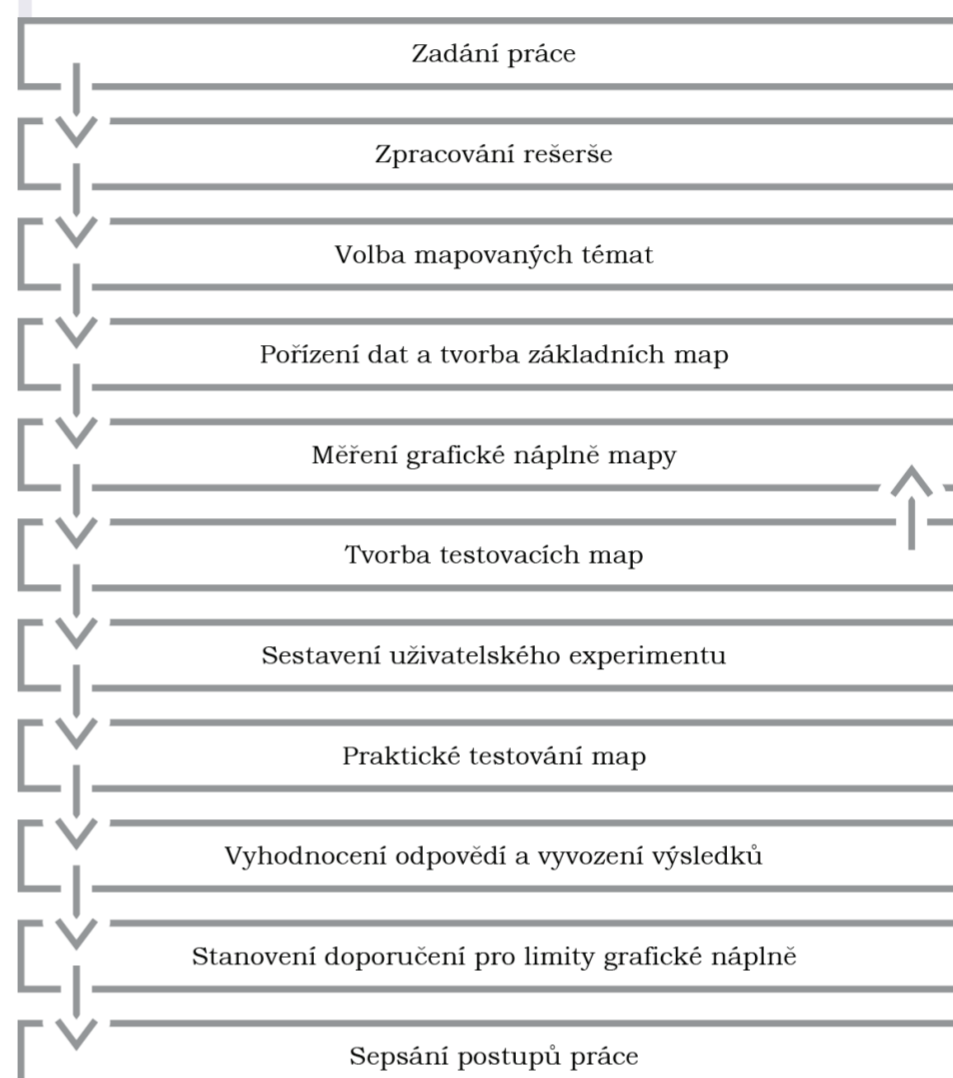 Zadání práce
Zpracování rešerše
Volba mapovaných témat
Pořízení dat a tvorba základních map
Měření grafické náplně mapy
Tvorba testovacích map
Sestavení uživatelského experimentu
Praktické testování map
Vyhodnocení odpovědí a vyvození výsledků
Stanovení doporučení pro limity grafické náplně
Sepsání postupů práce